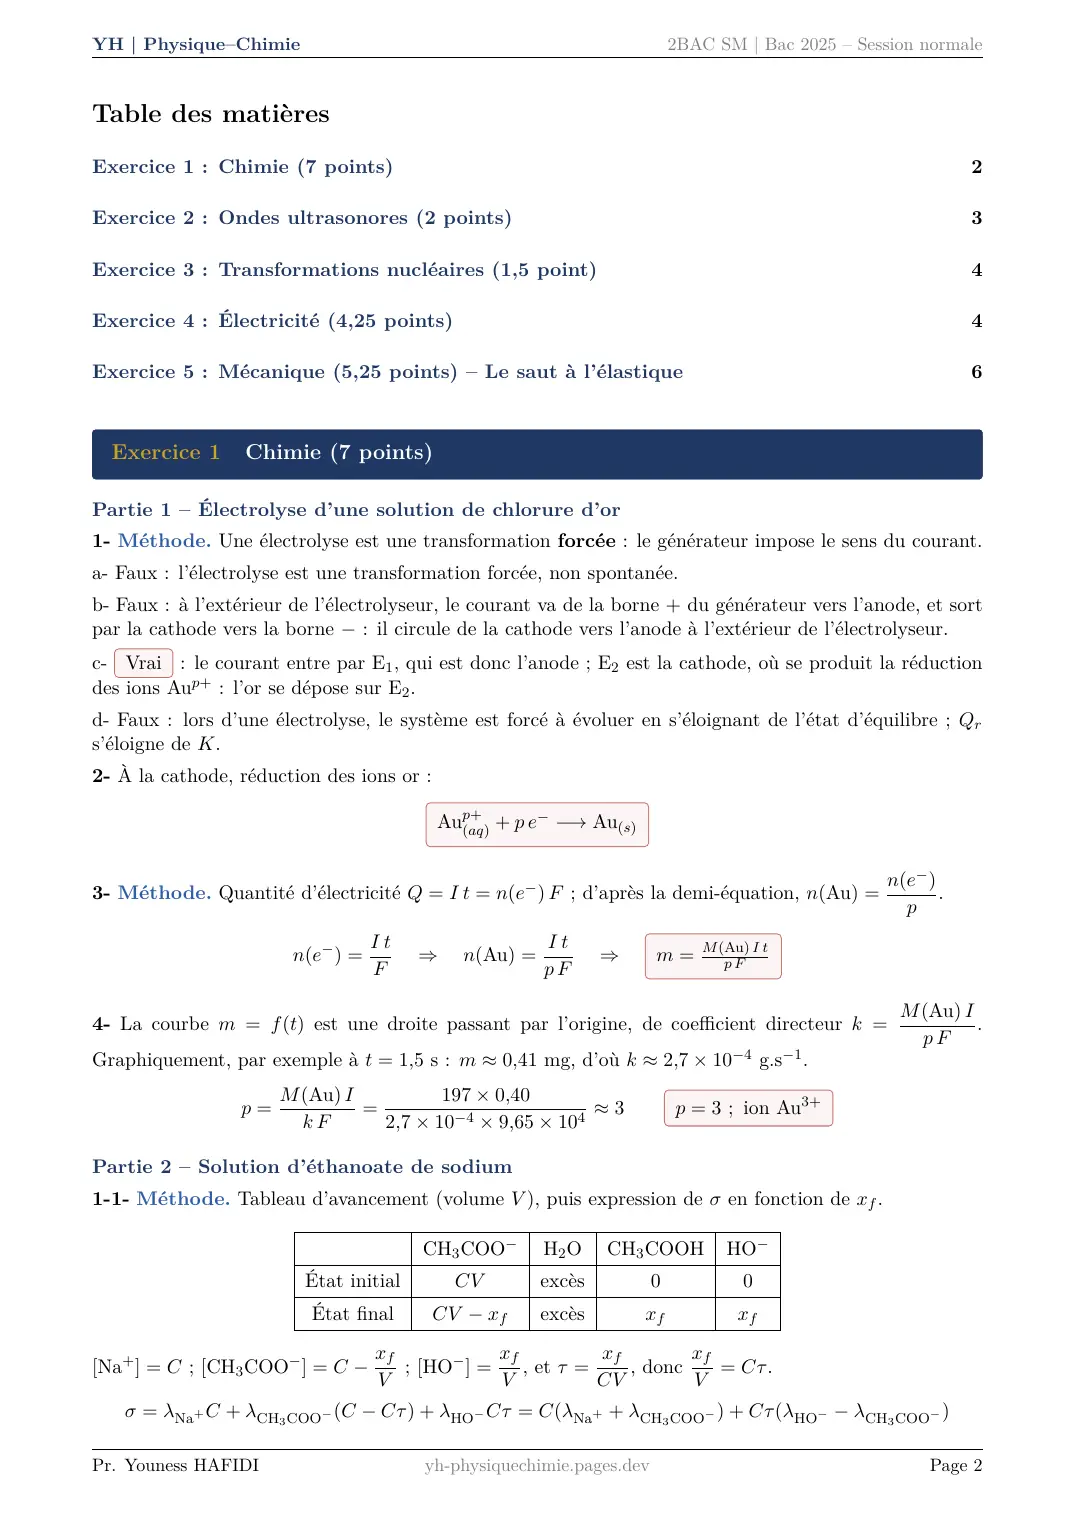 YH | Physique–Chimie 2BAC SM | Bac 2025 – Session normale
Table des matières
Exercice 1 : Chimie (7 points) 2
Exercice 2 : Ondes ultrasonores (2 points) 3
Exercice 3 : Transformations nucléaires (1,5 point) 4
Exercice 4 : Électricité (4,25 points) 4
Exercice 5 : Mécanique (5,25 points) – Le saut à l'élastique 6
Exercice 1 Chimie (7 points)
Partie 1 – Électrolyse d'une solution de chlorure d'or
1- Méthode. Une électrolyse est une transformation forcée : le générateur impose le sens du courant.
a- Faux : l'électrolyse est une transformation forcée, non spontanée.
b- Faux : à l'extérieur de l'électrolyseur, le courant va de la borne + du générateur vers l'anode, et sort
par la cathode vers la borne − : il circule de la cathode vers l'anode à l'extérieur de l'électrolyseur.
c- Vrai : le courant entre par E₁, qui est donc l'anode ; E₂ est la cathode, où se produit la réduction
des ions Au^{p+} : l'or se dépose sur E₂.
d- Faux : lors d'une électrolyse, le système est forcé à évoluer en s'éloignant de l'état d'équilibre ; Q_r
s'éloigne de K.
2- À la cathode, réduction des ions or :
Au^{p+}_{(aq)} + p e⁻ ⟶ Au_{(s)}
3- Méthode. Quantité d'électricité Q = I t = n(e⁻) F ; d'après la demi-équation, n(Au) = n(e⁻)/p.
n(e⁻) = I t/F ⇒ n(Au) = I t/(p F) ⇒ m = M(Au) I t/(p F)
4- La courbe m = f(t) est une droite passant par l'origine, de coefficient directeur k = M(Au) I/(p F).
Graphiquement, par exemple à t = 1,5 s : m ≈ 0,41 mg, d'où k ≈ 2,7 × 10⁻⁴ g.s⁻¹.
p = M(Au) I/(k F) = (197 × 0,40)/(2,7 × 10⁻⁴ × 9,65 × 10⁴) ≈ 3 p = 3 ; ion Au³⁺
Partie 2 – Solution d'éthanoate de sodium
1-1- Méthode. Tableau d'avancement (volume V), puis expression de σ en fonction de x_f.
CH₃COO⁻ H₂O CH₃COOH HO⁻
État initial CV excès 0 0
État final CV − x_f excès x_f x_f
[Na⁺] = C ; [CH₃COO⁻] = C − x_f/V ; [HO⁻] = x_f/V, et τ = x_f/(CV), donc x_f/V = Cτ.
σ = λ_{Na⁺}C + λ_{CH₃COO⁻}(C − Cτ) + λ_{HO⁻}Cτ = C(λ_{Na⁺} + λ_{CH₃COO⁻}) + Cτ(λ_{HO⁻} − λ_{CH₃COO⁻})
Pr. Youness HAFIDI yh-physiquechimie.pages.dev Page 2